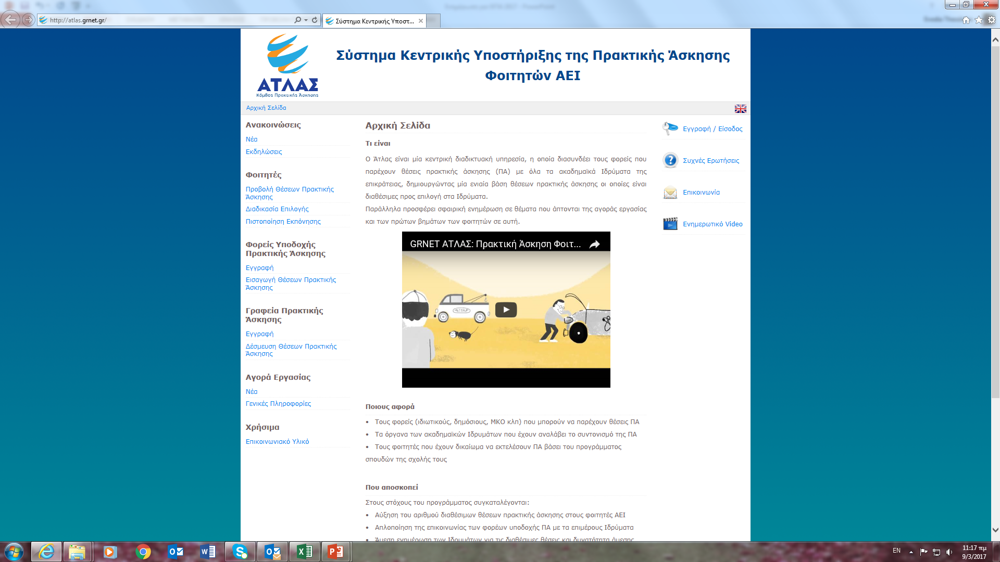 http://atlas.grnet.gr/
Σύστημα Κεντρικής Υποστ...
ΑΤΛΑΣ
Κόμβος Πρακτικής Άσκησης
Σύστημα Κεντρικής Υποστήριξης της Πρακτικής Άσκησης
Φοιτητών ΑΕΙ
Αρχική Σελίδα
Ανακοινώσεις
Νέα
Εκδηλώσεις
Φοιτητές
Προβολή Θέσεων Πρακτικής
Άσκησης
Διαδικασία Επιλογής
Πιστοποίηση Εκπόνησης
Φορείς Υποδοχής
Πρακτικής Άσκησης
Εγγραφή
Εισαγωγή Θέσεων Πρακτικής
Άσκησης
Γραφεία Πρακτικής
Άσκησης
Εγγραφή
Δέσμευση Θέσεων Πρακτικής
Άσκησης
Αγορά Εργασίας
Νέα
Γενικές Πληροφορίες
Χρήσιμα
Επικοινωνιακό Υλικό
Αρχική Σελίδα
Τι είναι
Ο Άτλας είναι μία κεντρική διαδικτυακή υπηρεσία, η οποία διασυνδέει τους φορείς που
παρέχουν θέσεις πρακτικής άσκησης (ΠΑ) με όλα τα ακαδημαϊκά Ιδρύματα της
επικράτειας, δημιουργώντας μία ενιαία βάση θέσεων πρακτικής άσκησης οι οποίες είναι
διαθέσιμες προς επιλογή στα Ιδρύματα.
Παράλληλα προσφέρει σφαιρική ενημέρωση σε θέματα που άπτονται της αγοράς εργασίας
και των πρώτων βημάτων των φοιτητών σε αυτή.
GRNET ΑΤΛΑΣ: Πρακτική Άσκηση Φοιτ...
Ποιους αφορά
• Τους φορείς (ιδιωτικούς, δημόσιους, ΜΚΟ κλπ) που μπορούν να παρέχουν θέσεις ΠΑ
• Τα όργανα των ακαδημαϊκών Ιδρυμάτων που έχουν αναλάβει το συντονισμό της ΠΑ
• Τους φοιτητές που έχουν δικαίωμα να εκτελέσουν ΠΑ βάσει του προγράμματος
σπουδών της σχολής τους
Που αποσκοπεί
Στους στόχους του προγράμματος συγκαταλέγονται:
• Αύξηση του αριθμού διαθέσιμων θέσεων πρακτικής άσκησης στους φοιτητές ΑΕΙ
• Απλοποίηση της επικοινωνίας των φορέων υποδοχής ΠΑ με τα επιμέρους Ιδρύματα
• Άμεση ενημέρωση των Ιδρυμάτων για τις διαθέσιμες θέσεις και δυνατότητα άμεσης
Εγγραφή / Είσοδος
Συχνές Ερωτήσεις
Επικοινωνία
Ενημερωτικό Video
EN
11:17 πμ
9/3/2017